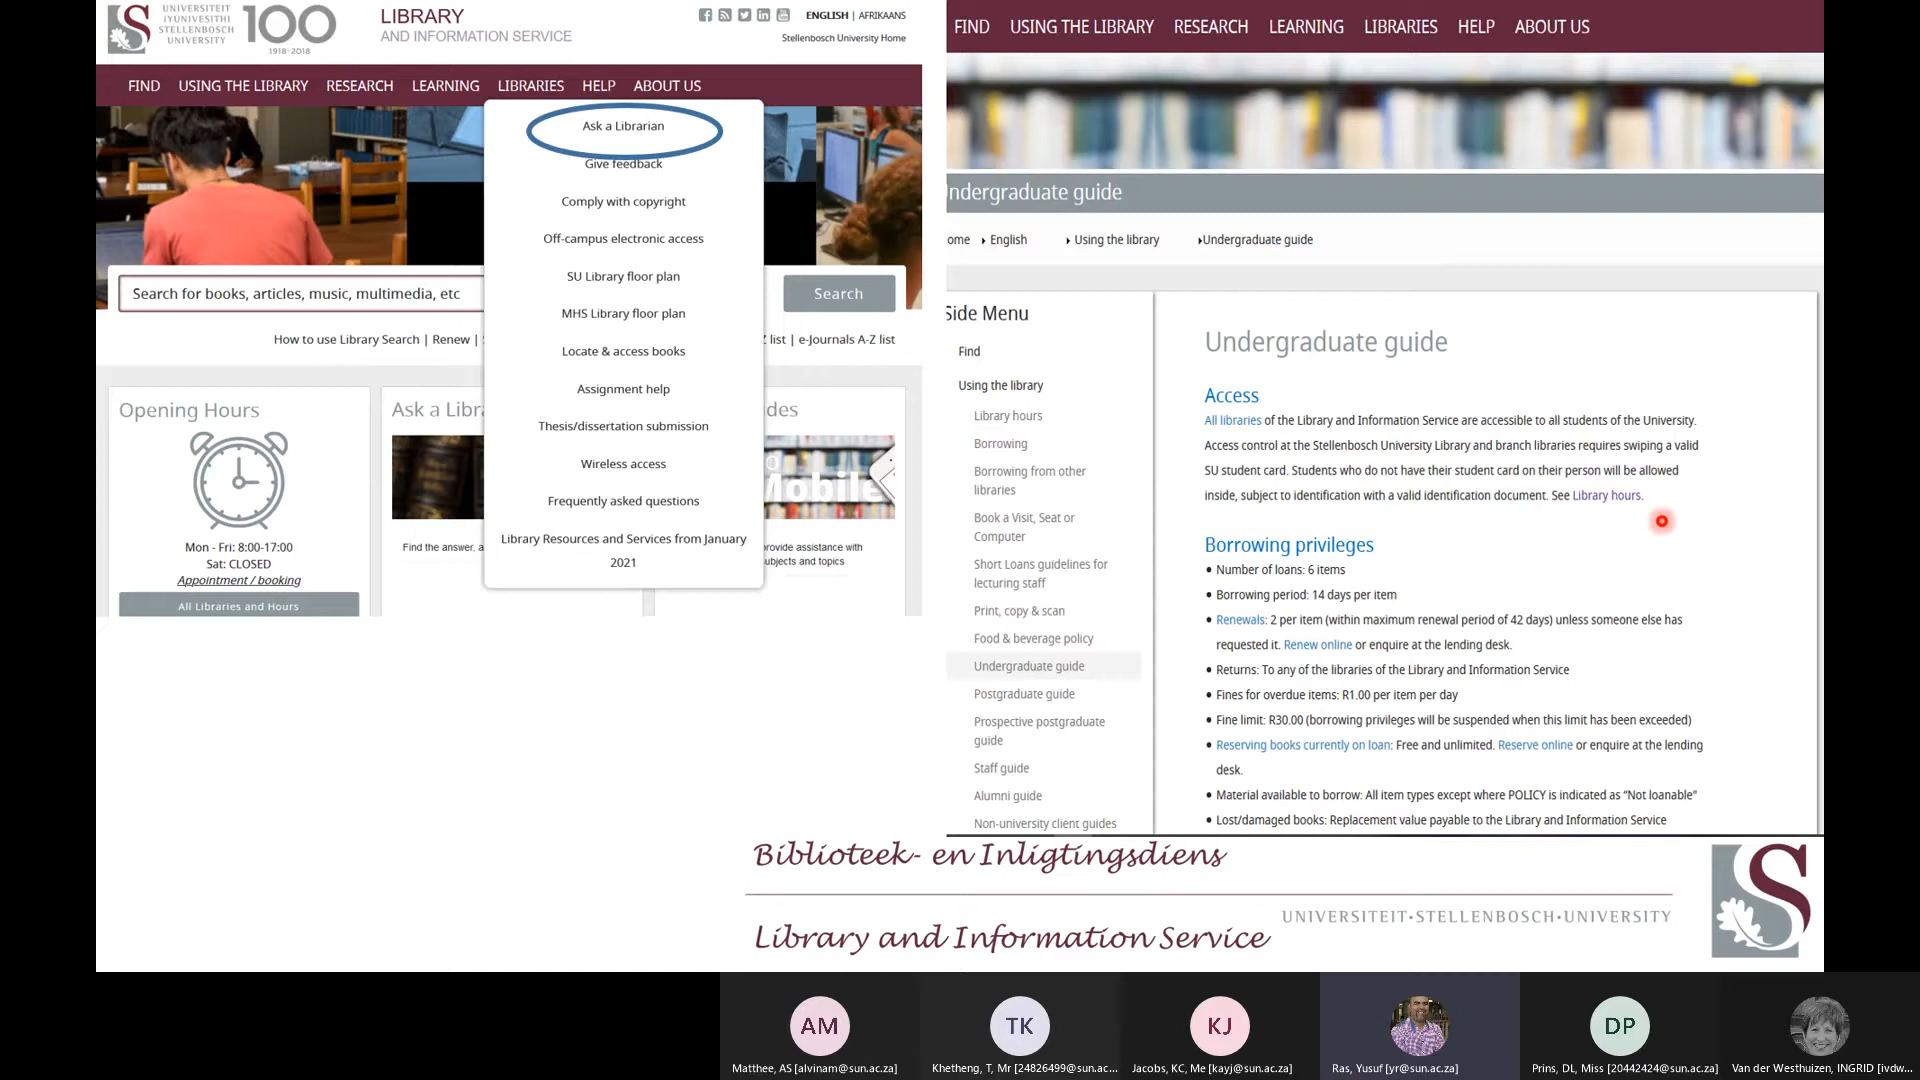 UNIVERSITEIT
IYUNIVESITHI
STELLENBOSCH
UNIVERSITY
100
1918·2018
LIBRARY
AND INFORMATION SERVICE
ENGLISH | AFRIKAANS
Stellenbosch University Home
FIND USING THE LIBRARY RESEARCH LEARNING LIBRARIES HELP ABOUT US
Ask a Librarian
Give feedback
Comply with copyright
Off-campus electronic access
SU Library floor plan
MHS Library floor plan
Locate & access books
Assignment help
Thesis/dissertation submission
Wireless access
Frequently asked questions
Library Resources and Services from January
2021
Search for books, articles, music, multimedia, etc
Search
How to use Library Search | Renew |
list | e-Journals A-Z list
Opening Hours
Mon - Fri: 8:00-17:00
Sat: CLOSED
Appointment / booking
All Libraries and Hours
Ask a Libra
Find the answer, a
des
Mobile
provide assistance with
ubjects and topics
FIND USING THE LIBRARY RESEARCH LEARNING LIBRARIES HELP ABOUT US
ndergraduate guide
ome English Using the library Undergraduate guide
Side Menu
Find
Using the library
Library hours
Borrowing
Borrowing from other
libraries
Book a Visit, Seat or
Computer
Short Loans guidelines for
lecturing staff
Print, copy & scan
Food & beverage policy
Undergraduate guide
Postgraduate guide
Prospective postgraduate
guide
Staff guide
Alumni guide
Non-university client guides
Undergraduate guide
Access
All libraries of the Library and Information Service are accessible to all students of the University.
Access control at the Stellenbosch University Library and branch libraries requires swiping a valid
SU student card. Students who do not have their student card on their person will be allowed
inside, subject to identification with a valid identification document. See Library hours.
Borrowing privileges
• Number of loans: 6 items
• Borrowing period: 14 days per item
• Renewals: 2 per item (within maximum renewal period of 42 days) unless someone else has
requested it. Renew online or enquire at the lending desk.
• Returns: To any of the libraries of the Library and Information Service
• Fines for overdue items: R1.00 per item per day
• Fine limit: R30.00 (borrowing privileges will be suspended when this limit has been exceeded)
• Reserving books currently on loan: Free and unlimited. Reserve online or enquire at the lending
desk.
• Material available to borrow: All item types except where POLICY is indicated as “Not loanable”
• Lost/damaged books: Replacement value payable to the Library and Information Service
Biblioteek- en Inligtingsdiens
UNIVERSITEIT·STELLENBOSCH·UNIVERSITY
Library and Information Service
AM
TK
KJ
DP
Matthee, AS [alvinam@sun.ac.za]
Khetheng, T, Mr [24826499@sun.ac...
Jacobs, KC, Me [kayj@sun.ac.za]
Ras, Yusuf [yr@sun.ac.za]
Prins, DL, Miss [20442424@sun.ac.za]
Van der Westhuizen, INGRID [ivdw...